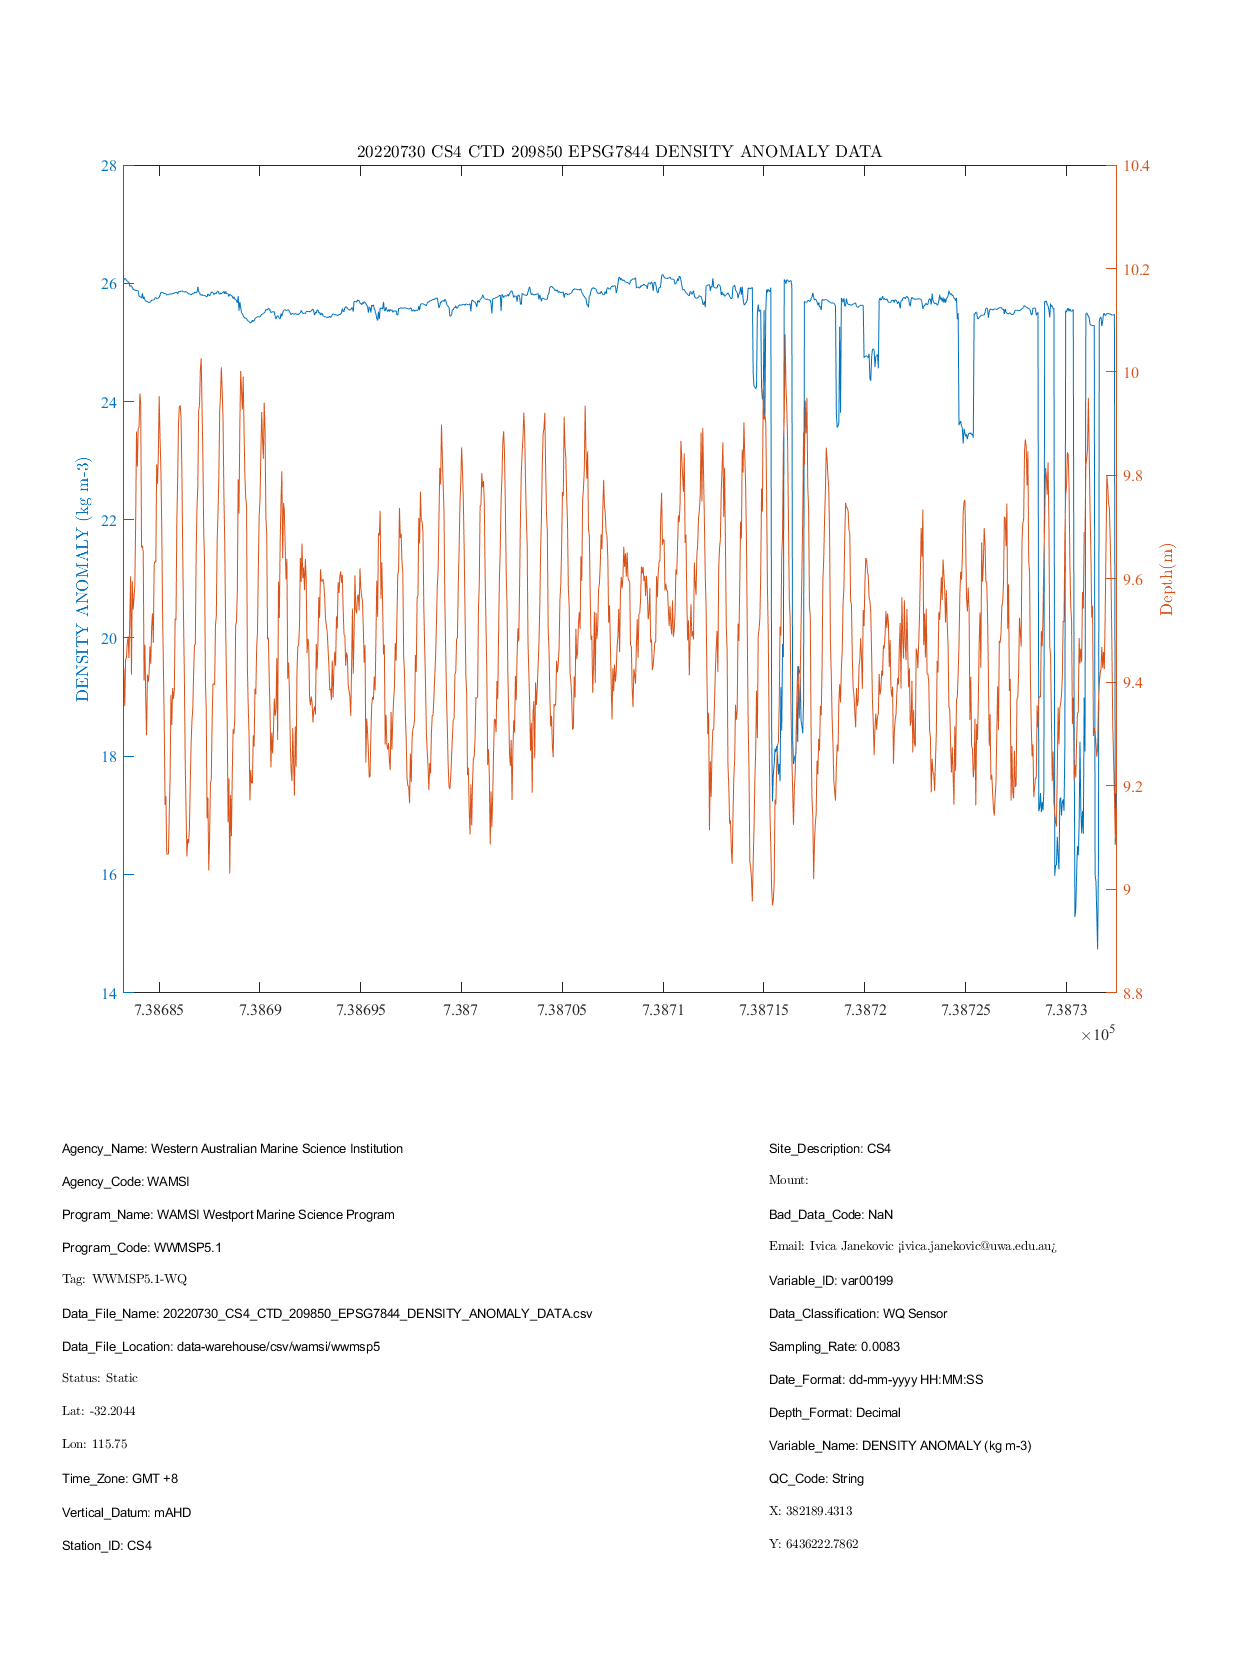 20220730 CS4 CTD 209850 EPSG7844 DENSITY ANOMALY DATA
28
26
24
22
20
18
16
14
DENSITY ANOMALY (kg m-3)
10.4
10.2
10
9.8
9.6
9.4
9.2
9
8.8
Depth(m)
7.38685 7.3869 7.38695 7.387 7.38705 7.3871 7.38715 7.3872 7.38725 7.3873
×10⁵
Agency_Name: Western Australian Marine Science Institution
Agency_Code: WAMSI
Program_Name: WAMSI Westport Marine Science Program
Program_Code: WWMSP5.1
Tag: WWMSP5.1-WQ
Data_File_Name: 20220730_CS4_CTD_209850_EPSG7844_DENSITY_ANOMALY_DATA.csv
Data_File_Location: data-warehouse/csv/wamsi/wwmsp5
Status: Static
Lat: -32.2044
Lon: 115.75
Time_Zone: GMT +8
Vertical_Datum: mAHD
Station_ID: CS4
Site_Description: CS4
Mount:
Bad_Data_Code: NaN
Email: Ivica Janekovic ¡ivica.janekovic@uwa.edu.au¿
Variable_ID: var00199
Data_Classification: WQ Sensor
Sampling_Rate: 0.0083
Date_Format: dd-mm-yyyy HH:MM:SS
Depth_Format: Decimal
Variable_Name: DENSITY ANOMALY (kg m-3)
QC_Code: String
X: 382189.4313
Y: 6436222.7862